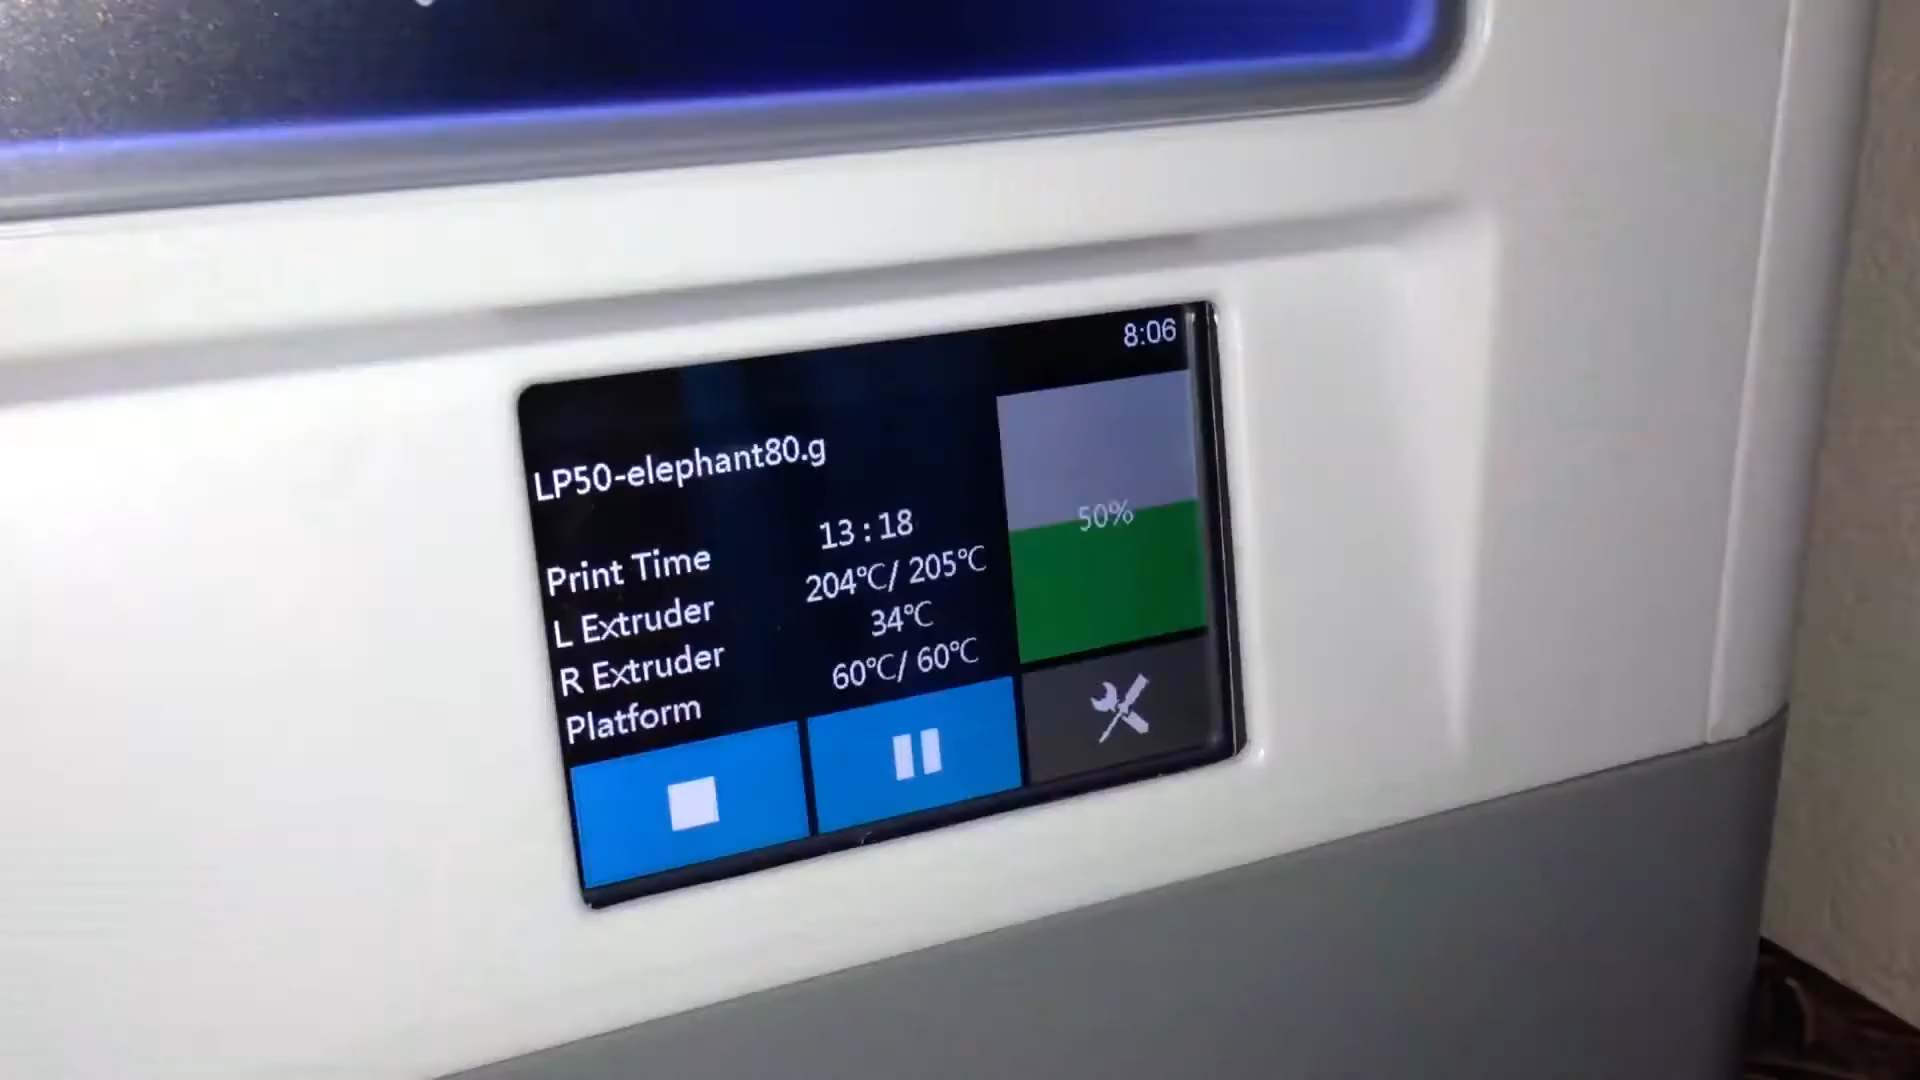 8:06
LP50-elephant80.g
50%
Print Time 13:18
L Extruder 204℃/ 205℃
R Extruder 34℃
Platform 60℃/ 60℃